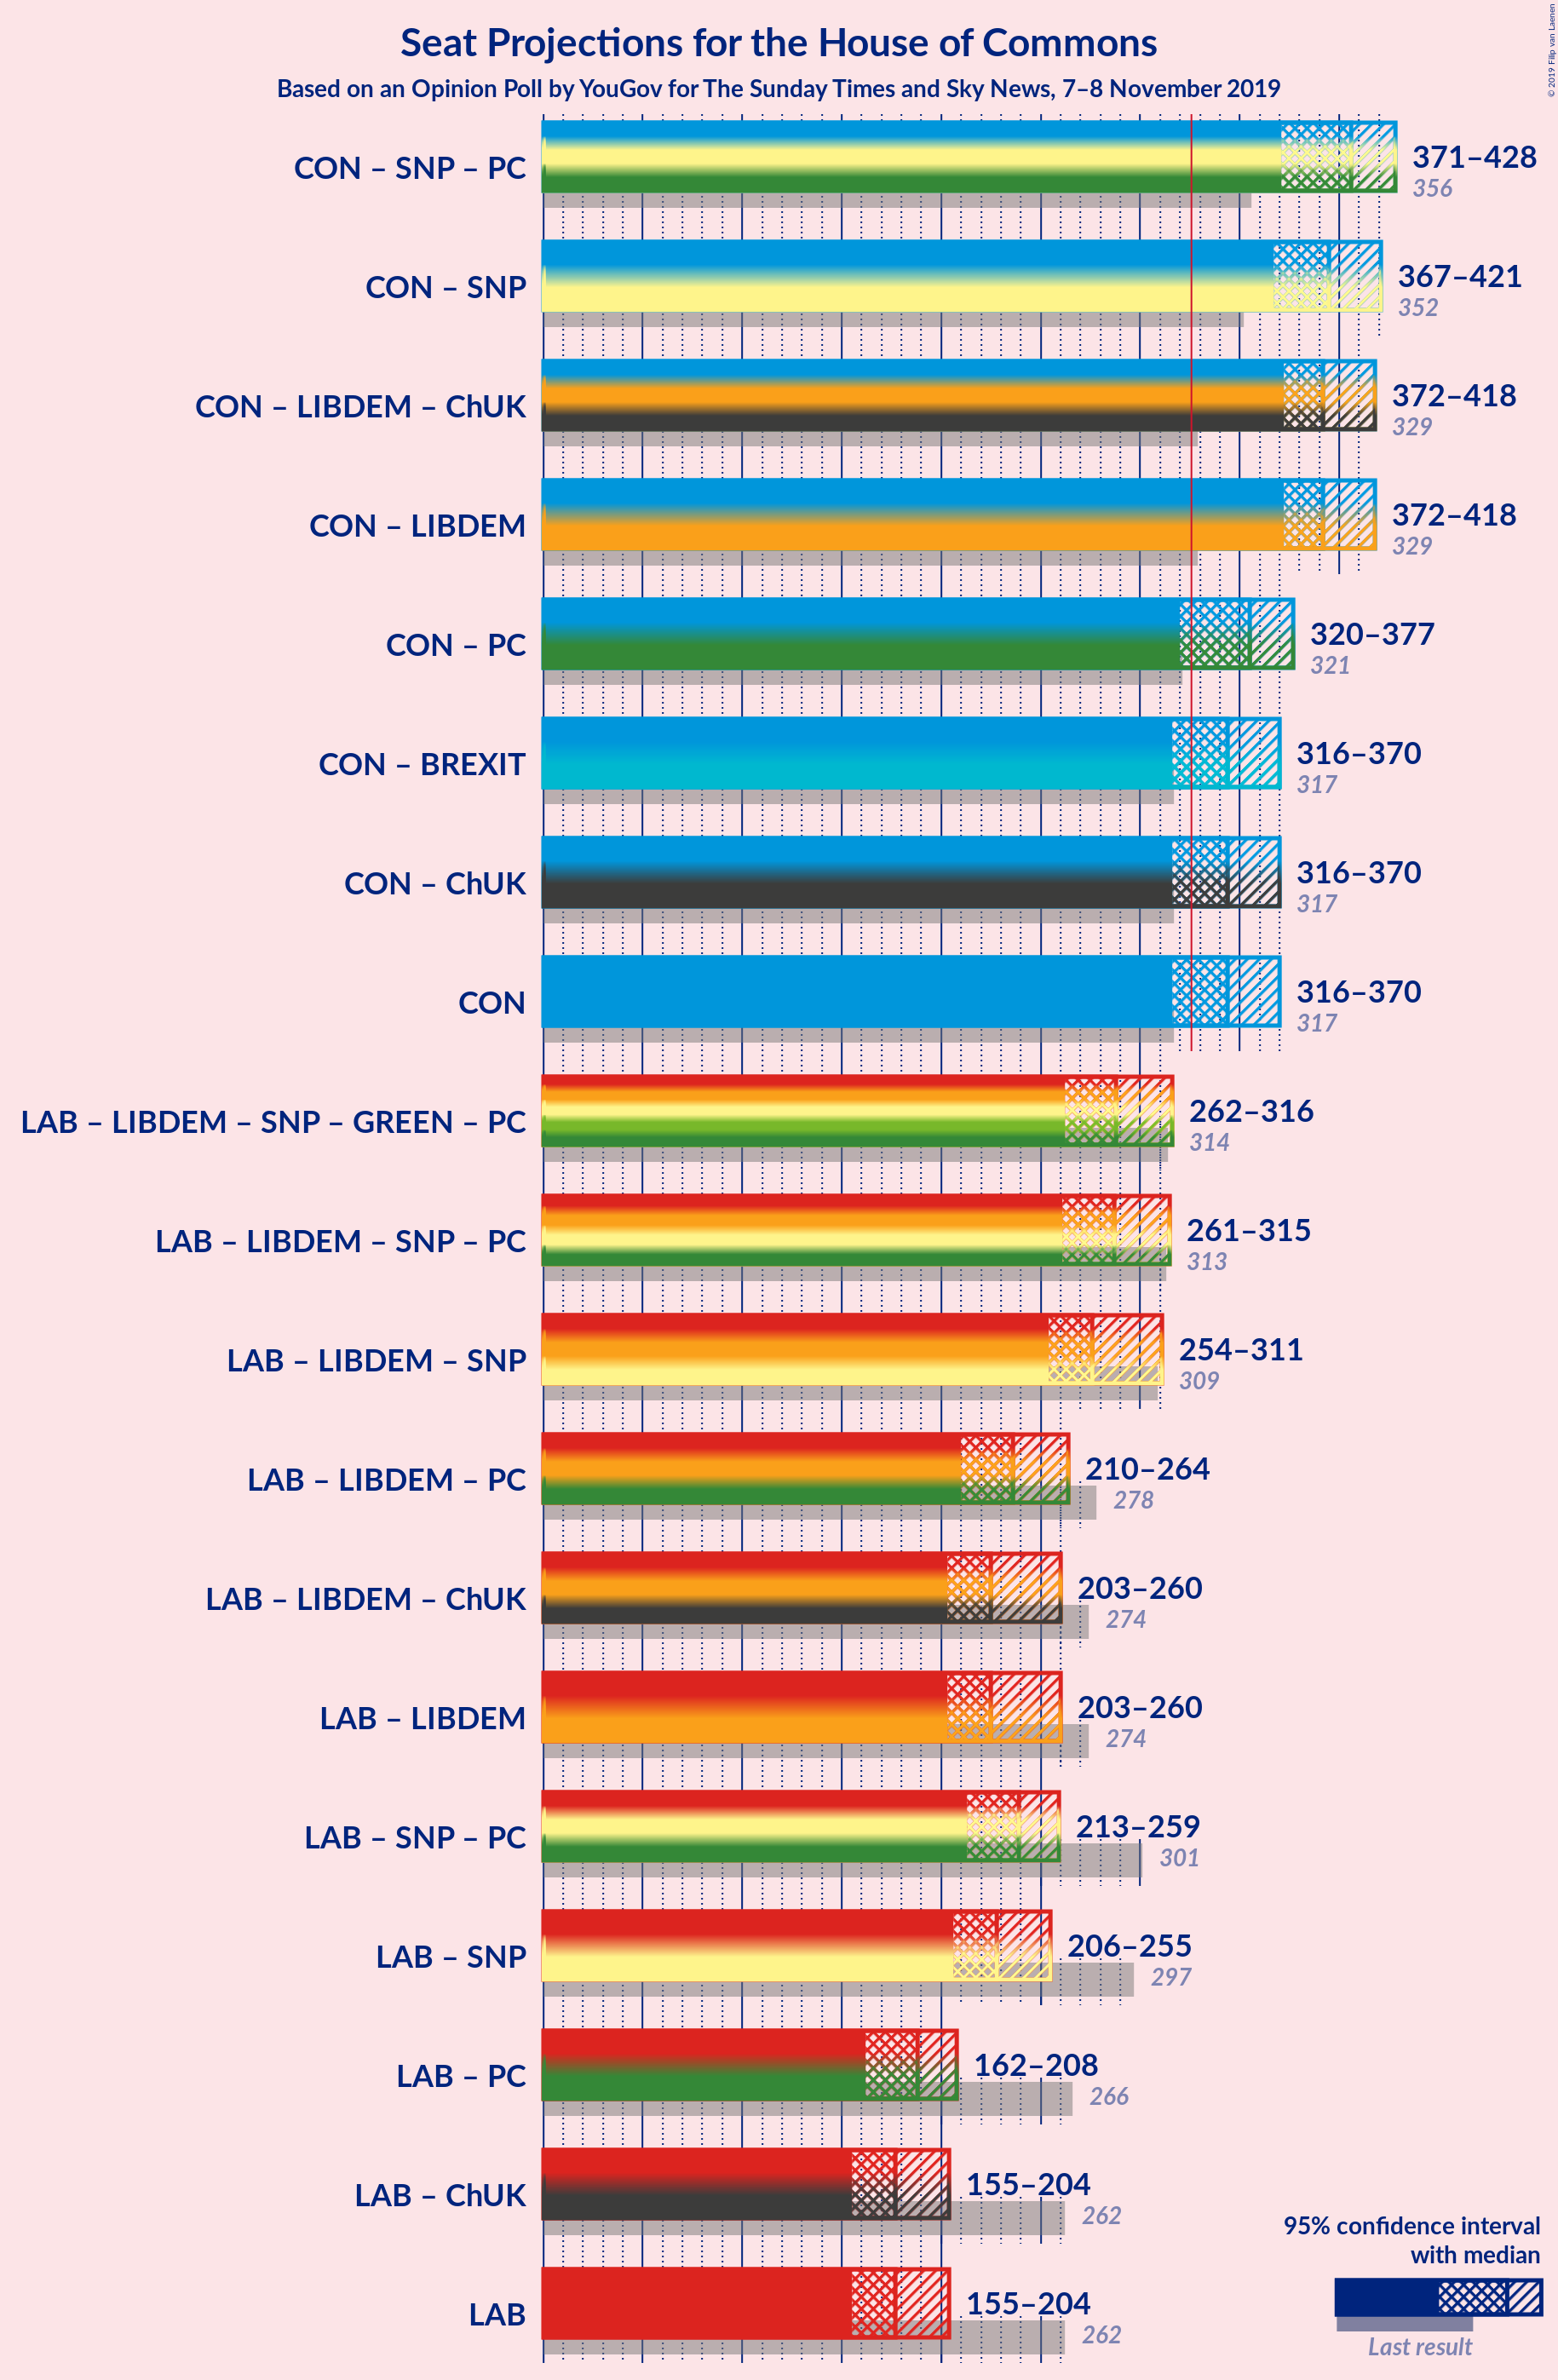 Seat Projections for the House of Commons
Based on an Opinion Poll by YouGov for The Sunday Times and Sky News, 7–8 November 2019
© 2019 Filip van Laenen
CON – SNP – PC
371–428
356
CON – SNP
367–421
352
CON – LIBDEM – ChUK
372–418
329
CON – LIBDEM
372–418
329
CON – PC
320–377
321
CON – BREXIT
316–370
317
CON – ChUK
316–370
317
CON
316–370
317
LAB – LIBDEM – SNP – GREEN – PC
262–316
314
LAB – LIBDEM – SNP – PC
261–315
313
LAB – LIBDEM – SNP
254–311
309
LAB – LIBDEM – PC
210–264
278
LAB – LIBDEM – ChUK
203–260
274
LAB – LIBDEM
203–260
274
LAB – SNP – PC
213–259
301
LAB – SNP
206–255
297
LAB – PC
162–208
266
LAB – ChUK
155–204
262
LAB
155–204
262
95% confidence interval
with median
Last result